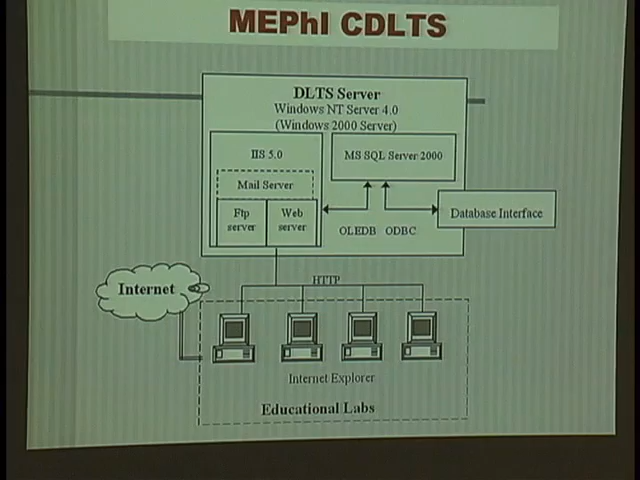 MEPhI CDLTS
DLTS Server
Windows NT Server 4.0
(Windows 2000 Server)
IIS 5.0
MS SQL Server 2000
Mail Server
Ftp
server
Web
server
Database Interface
OLEDB ODBC
HTTP
Internet
Internet Explorer
Educational Labs